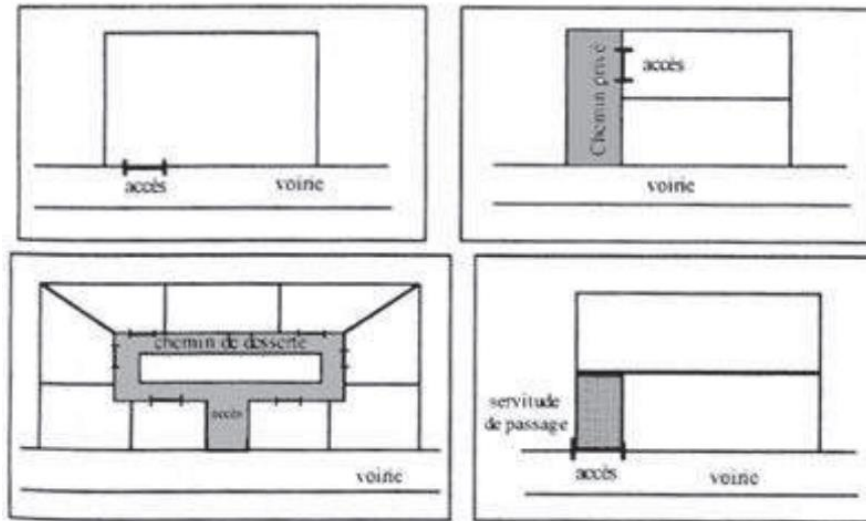 accès
voirie
Chemin privé
accès
voirie
chemin de desserte
accès
voirie
servitude
de passage
accès
voirie